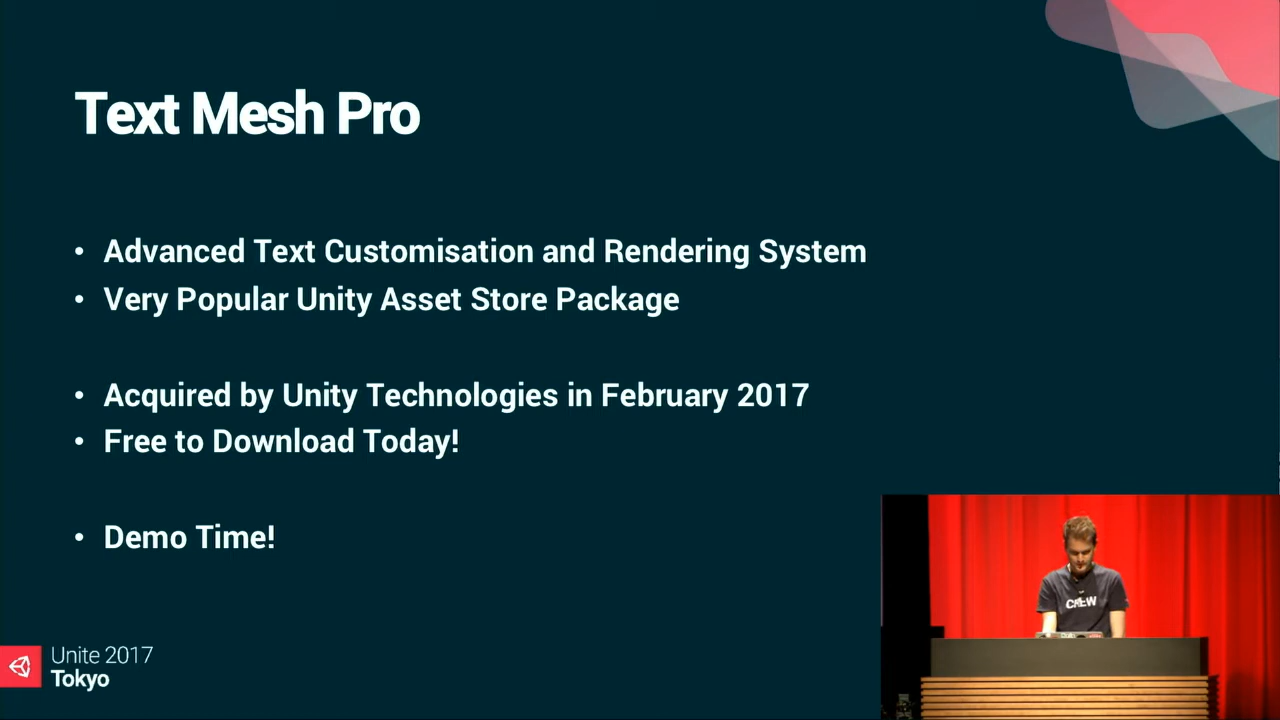 Text Mesh Pro
• Advanced Text Customisation and Rendering System
• Very Popular Unity Asset Store Package
• Acquired by Unity Technologies in February 2017
• Free to Download Today!
• Demo Time!
Unite 2017
Tokyo
CREW